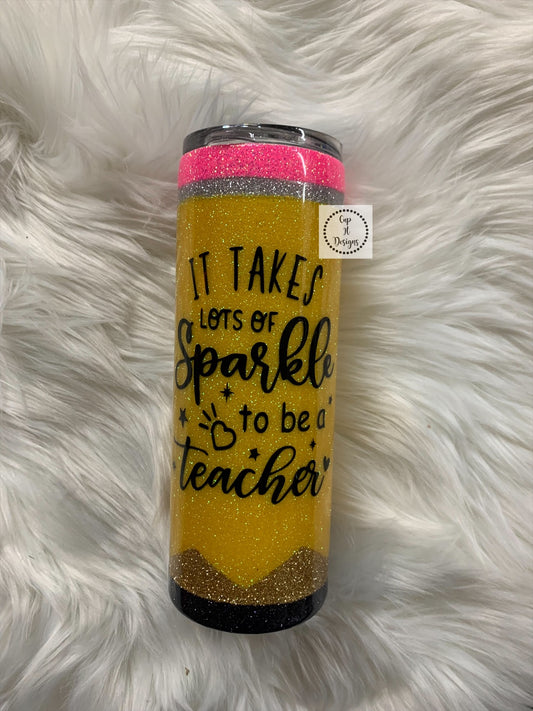 Cup
It
Designs
IT TAKES
LOTS OF
Sparkle
to be a
teacher